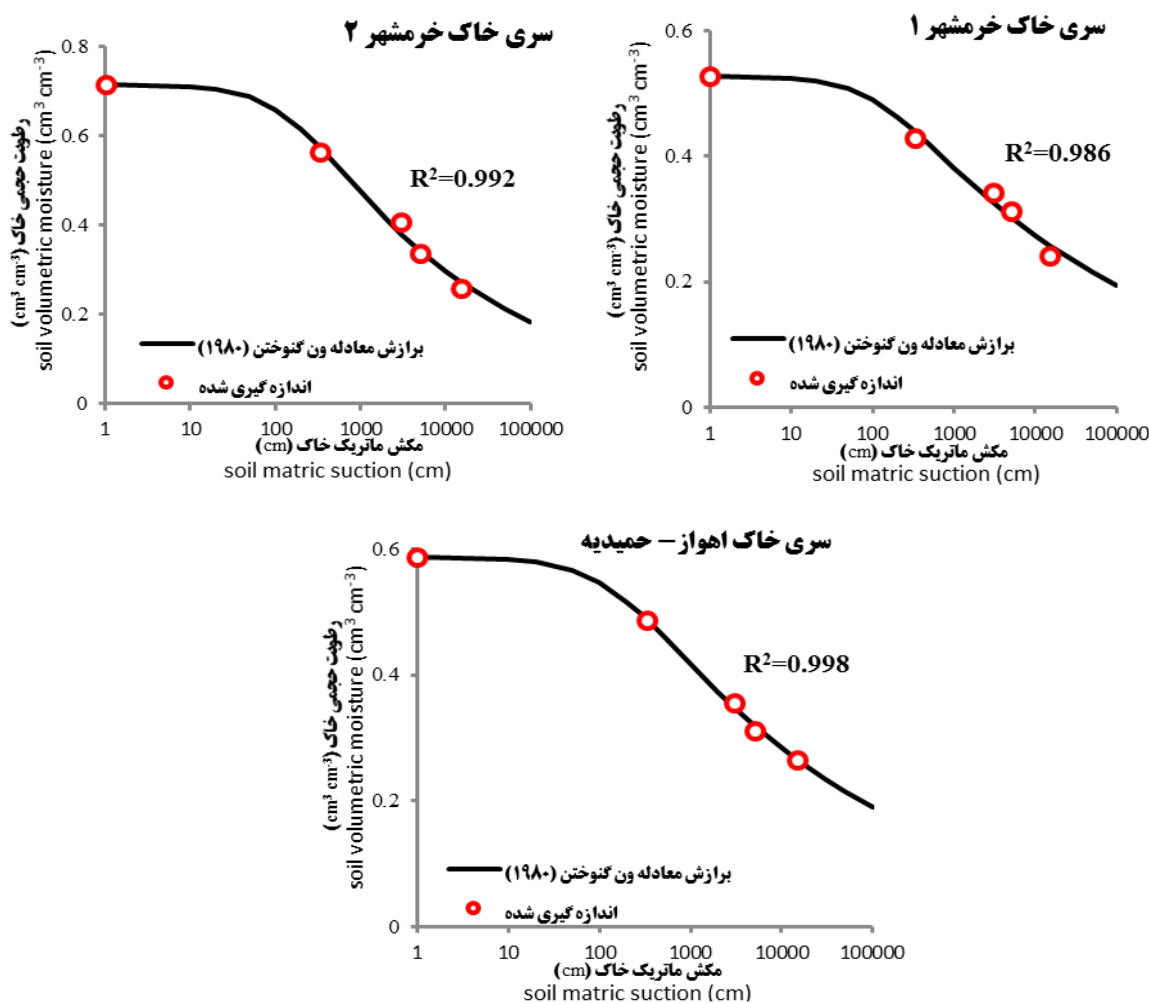 سری خاک خرمشهر ۲
رطوبت حجمی خاک (cm³ cm⁻³)
soil volumetric moisture (cm³ cm⁻³)
0.8
0.6
0.4
0.2
0
R²=0.992
برازش معادله ون گنوختن (۱۹۸۰)
اندازه گیری شده
1 10 100 1000 10000 100000
مکش ماتریک خاک (cm)
soil matric suction (cm)
سری خاک خرمشهر ۱
رطوبت حجمی خاک (cm³ cm⁻³)
soil volumetric moisture (cm³ cm⁻³)
0.6
0.4
0.2
0
R²=0.986
برازش معادله ون گنوختن (۱۹۸۰)
اندازه گیری شده
1 10 100 1000 10000 100000
مکش ماتریک خاک (cm)
soil matric suction (cm)
سری خاک اهواز – حمیدیه
رطوبت حجمی خاک (cm³ cm⁻³)
soil volumetric moisture (cm³ cm⁻³)
0.6
0.4
0.2
0
R²=0.998
برازش معادله ون گنوختن (۱۹۸۰)
اندازه گیری شده
1 10 100 1000 10000 100000
مکش ماتریک خاک (cm)
soil matric suction (cm)